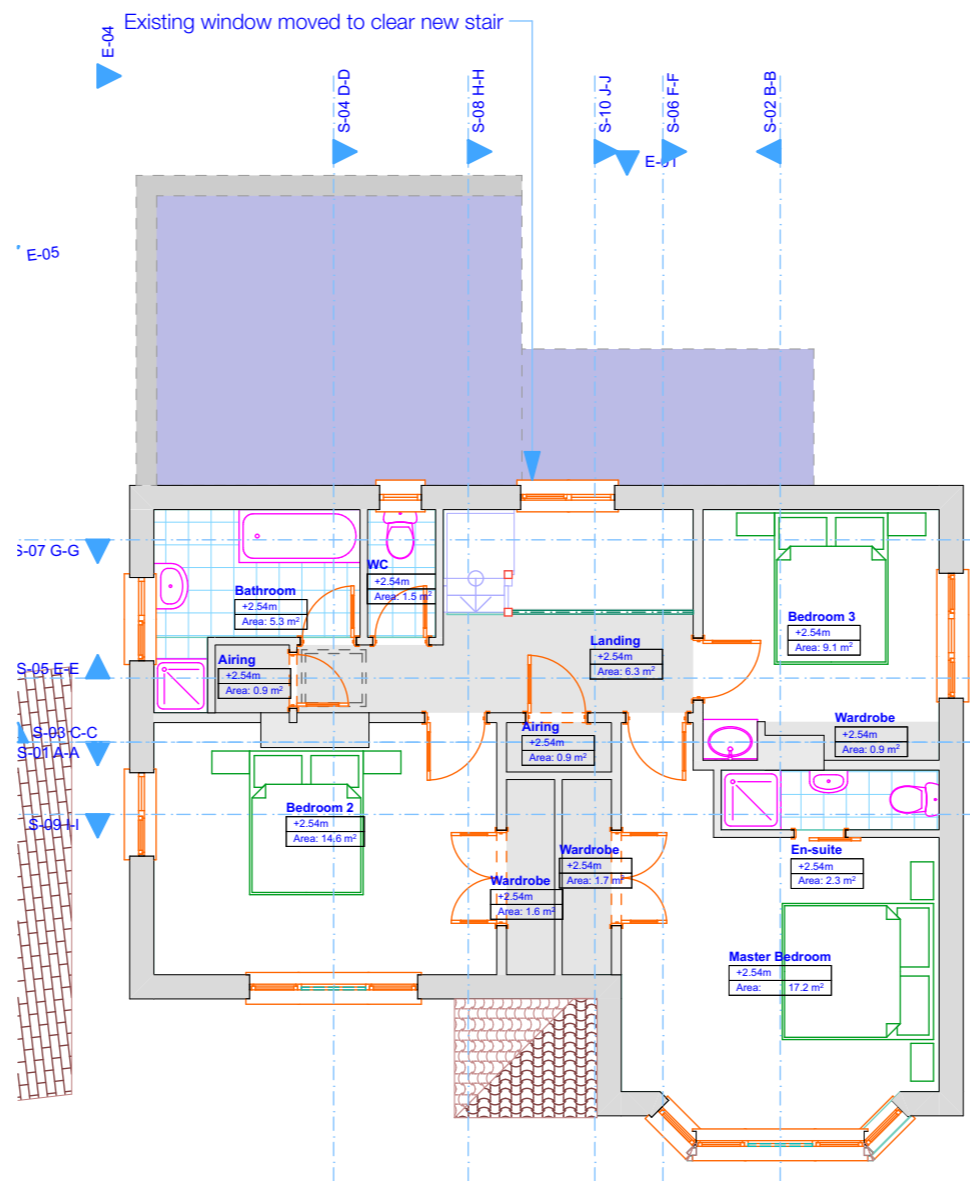 Existing window moved to clear new stair
E-04
S-04 D-D
S-08 H-H
S-10 J-J
S-06 F-F
S-02 B-B
E-01
E-05
S-07 G-G
WC
+2.54m
Area: 1.5 m²
Bathroom
+2.54m
Area: 5.3 m²
Bedroom 3
+2.54m
Area: 9.1 m²
Landing
+2.54m
Area: 6.3 m²
S-05 E-E
Airing
+2.54m
Area: 0.9 m²
S-03 C-C
S-01 A-A
Airing
+2.54m
Area: 0.9 m²
Wardrobe
+2.54m
Area: 0.9 m²
S-09 I-I
Bedroom 2
+2.54m
Area: 14.6 m²
Wardrobe
+2.54m
Area: 1.7 m²
En-suite
+2.54m
Area: 2.3 m²
Wardrobe
+2.54m
Area: 1.6 m²
Master Bedroom
+2.54m
Area: 17.2 m²